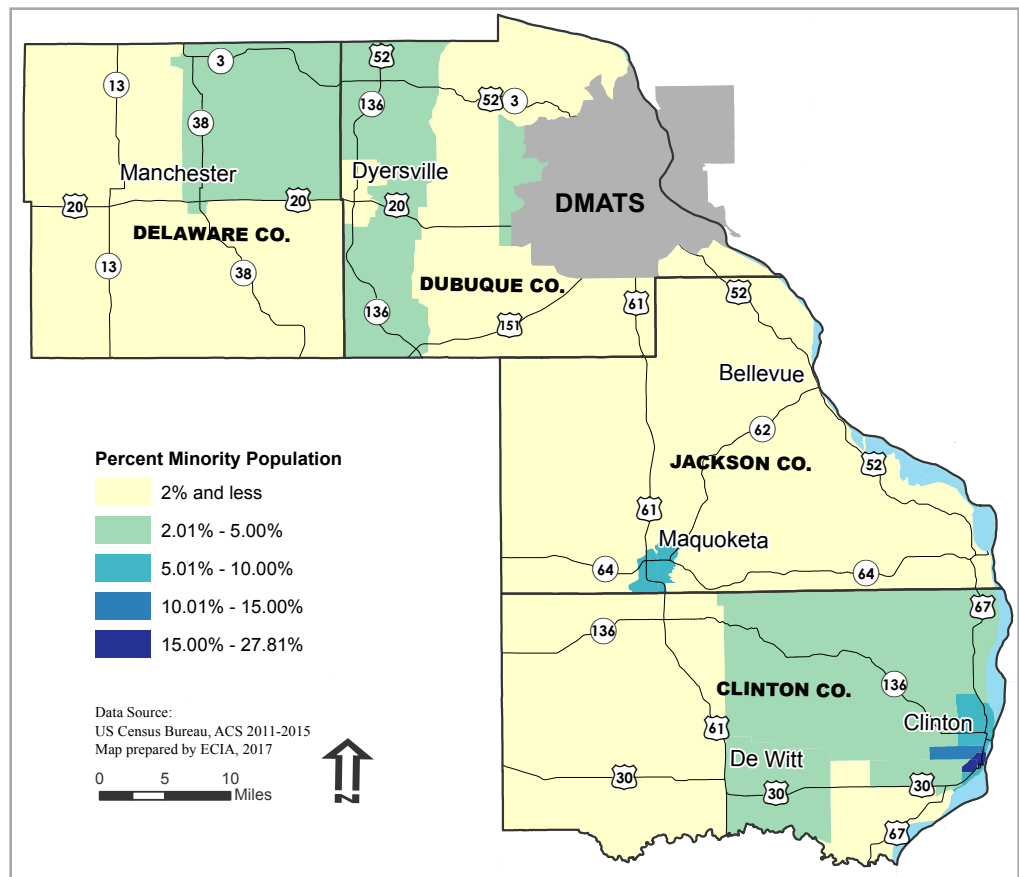 52
3
13
136
52
3
38
Manchester
Dyersville
20
20
20
DMATS
DELAWARE CO.
13
38
DUBUQUE CO.
52
61
136
151
Bellevue
62
JACKSON CO.
52
Percent Minority Population
2% and less
2.01% - 5.00%
5.01% - 10.00%
10.01% - 15.00%
15.00% - 27.81%
61
Maquoketa
64
64
67
136
CLINTON CO.
136
Clinton
61
De Witt
30
30
30
67
Data Source:
US Census Bureau, ACS 2011-2015
Map prepared by ECIA, 2017
0 5 10
Miles
N